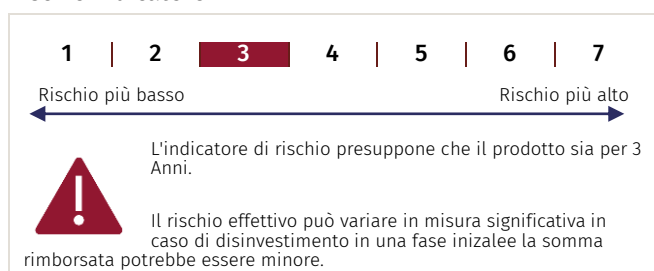 1 | 2 | 3 | 4 | 5 | 6 | 7
Rischio più basso Rischio più alto
L'indicatore di rischio presuppone che il prodotto sia per 3
Anni.
Il rischio effettivo può variare in misura significativa in
caso di disinvestimento in una fase inizalee la somma
rimborsata potrebbe essere minore.